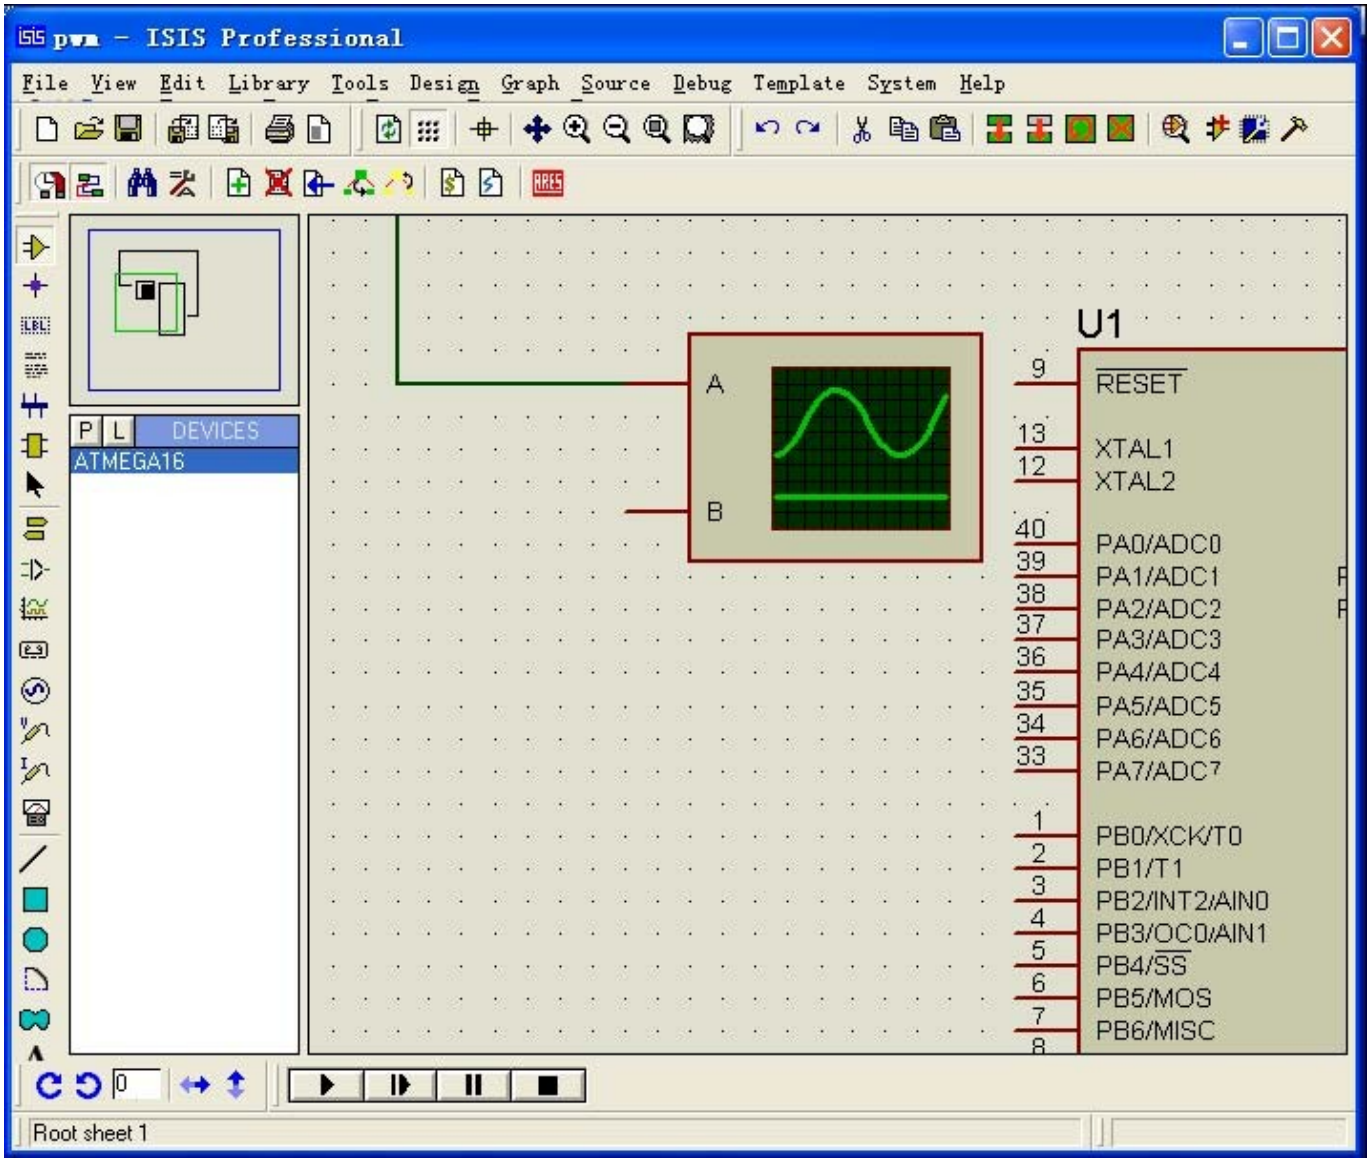 isis pwm - ISIS Professional
File View Edit Library Tools Design Graph Source Debug Template System Help
ARES
LBL
P L DEVICES
ATMEGA16
U1
A
B
9 RESET
13 XTAL1
12 XTAL2
40 PA0/ADC0
39 PA1/ADC1
38 PA2/ADC2
37 PA3/ADC3
36 PA4/ADC4
35 PA5/ADC5
34 PA6/ADC6
33 PA7/ADC7
1 PB0/XCK/T0
2 PB1/T1
3 PB2/INT2/AIN0
4 PB3/OC0/AIN1
5 PB4/SS
6 PB5/MOS
7 PB6/MISC
8
0
Root sheet 1